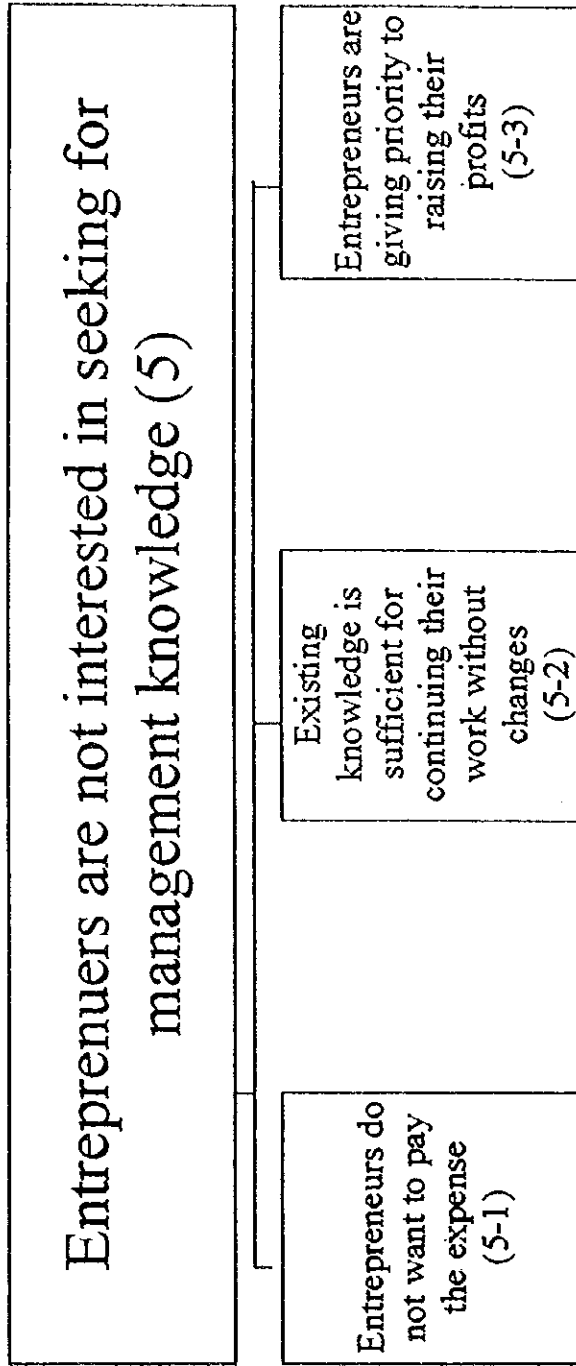 Entreprenuers are not interested in seeking for
management knowledge (5)
Entrepreneurs do
not want to pay
the expense
(5-1)
Existing
knowledge is
sufficient for
continuing their
work without
changes
(5-2)
Entrepreneurs are
giving priority to
raising their
profits
(5-3)